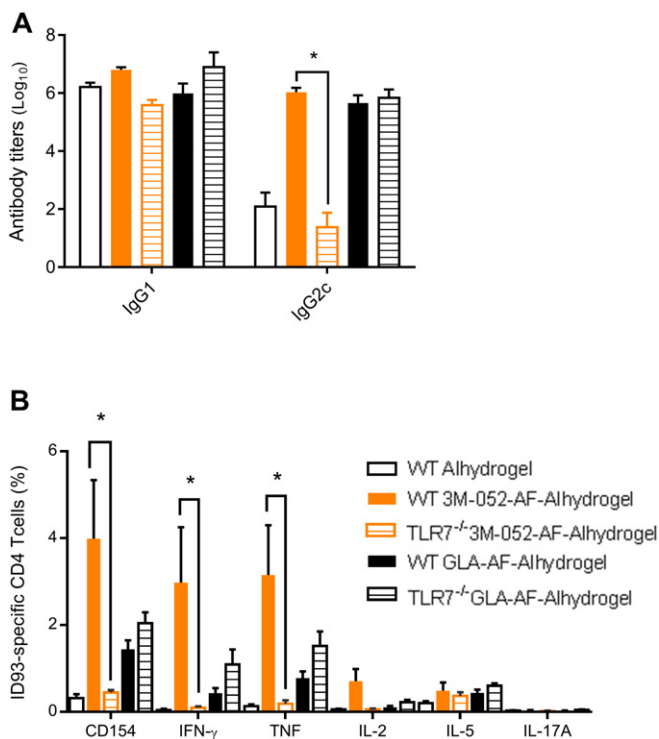 A
Antibody titers (Log10)
8
6
4
2
0
*
IgG1
IgG2c
B
ID93-specific CD4 Tcells (%)
6
4
2
0
*
*
*
WT Alhydrogel
WT 3M-052-AF-Alhydrogel
TLR7-/- 3M-052-AF-Alhydrogel
WT GLA-AF-Alhydrogel
TLR7-/- GLA-AF-Alhydrogel
CD154
IFN-γ
TNF
IL-2
IL-5
IL-17A